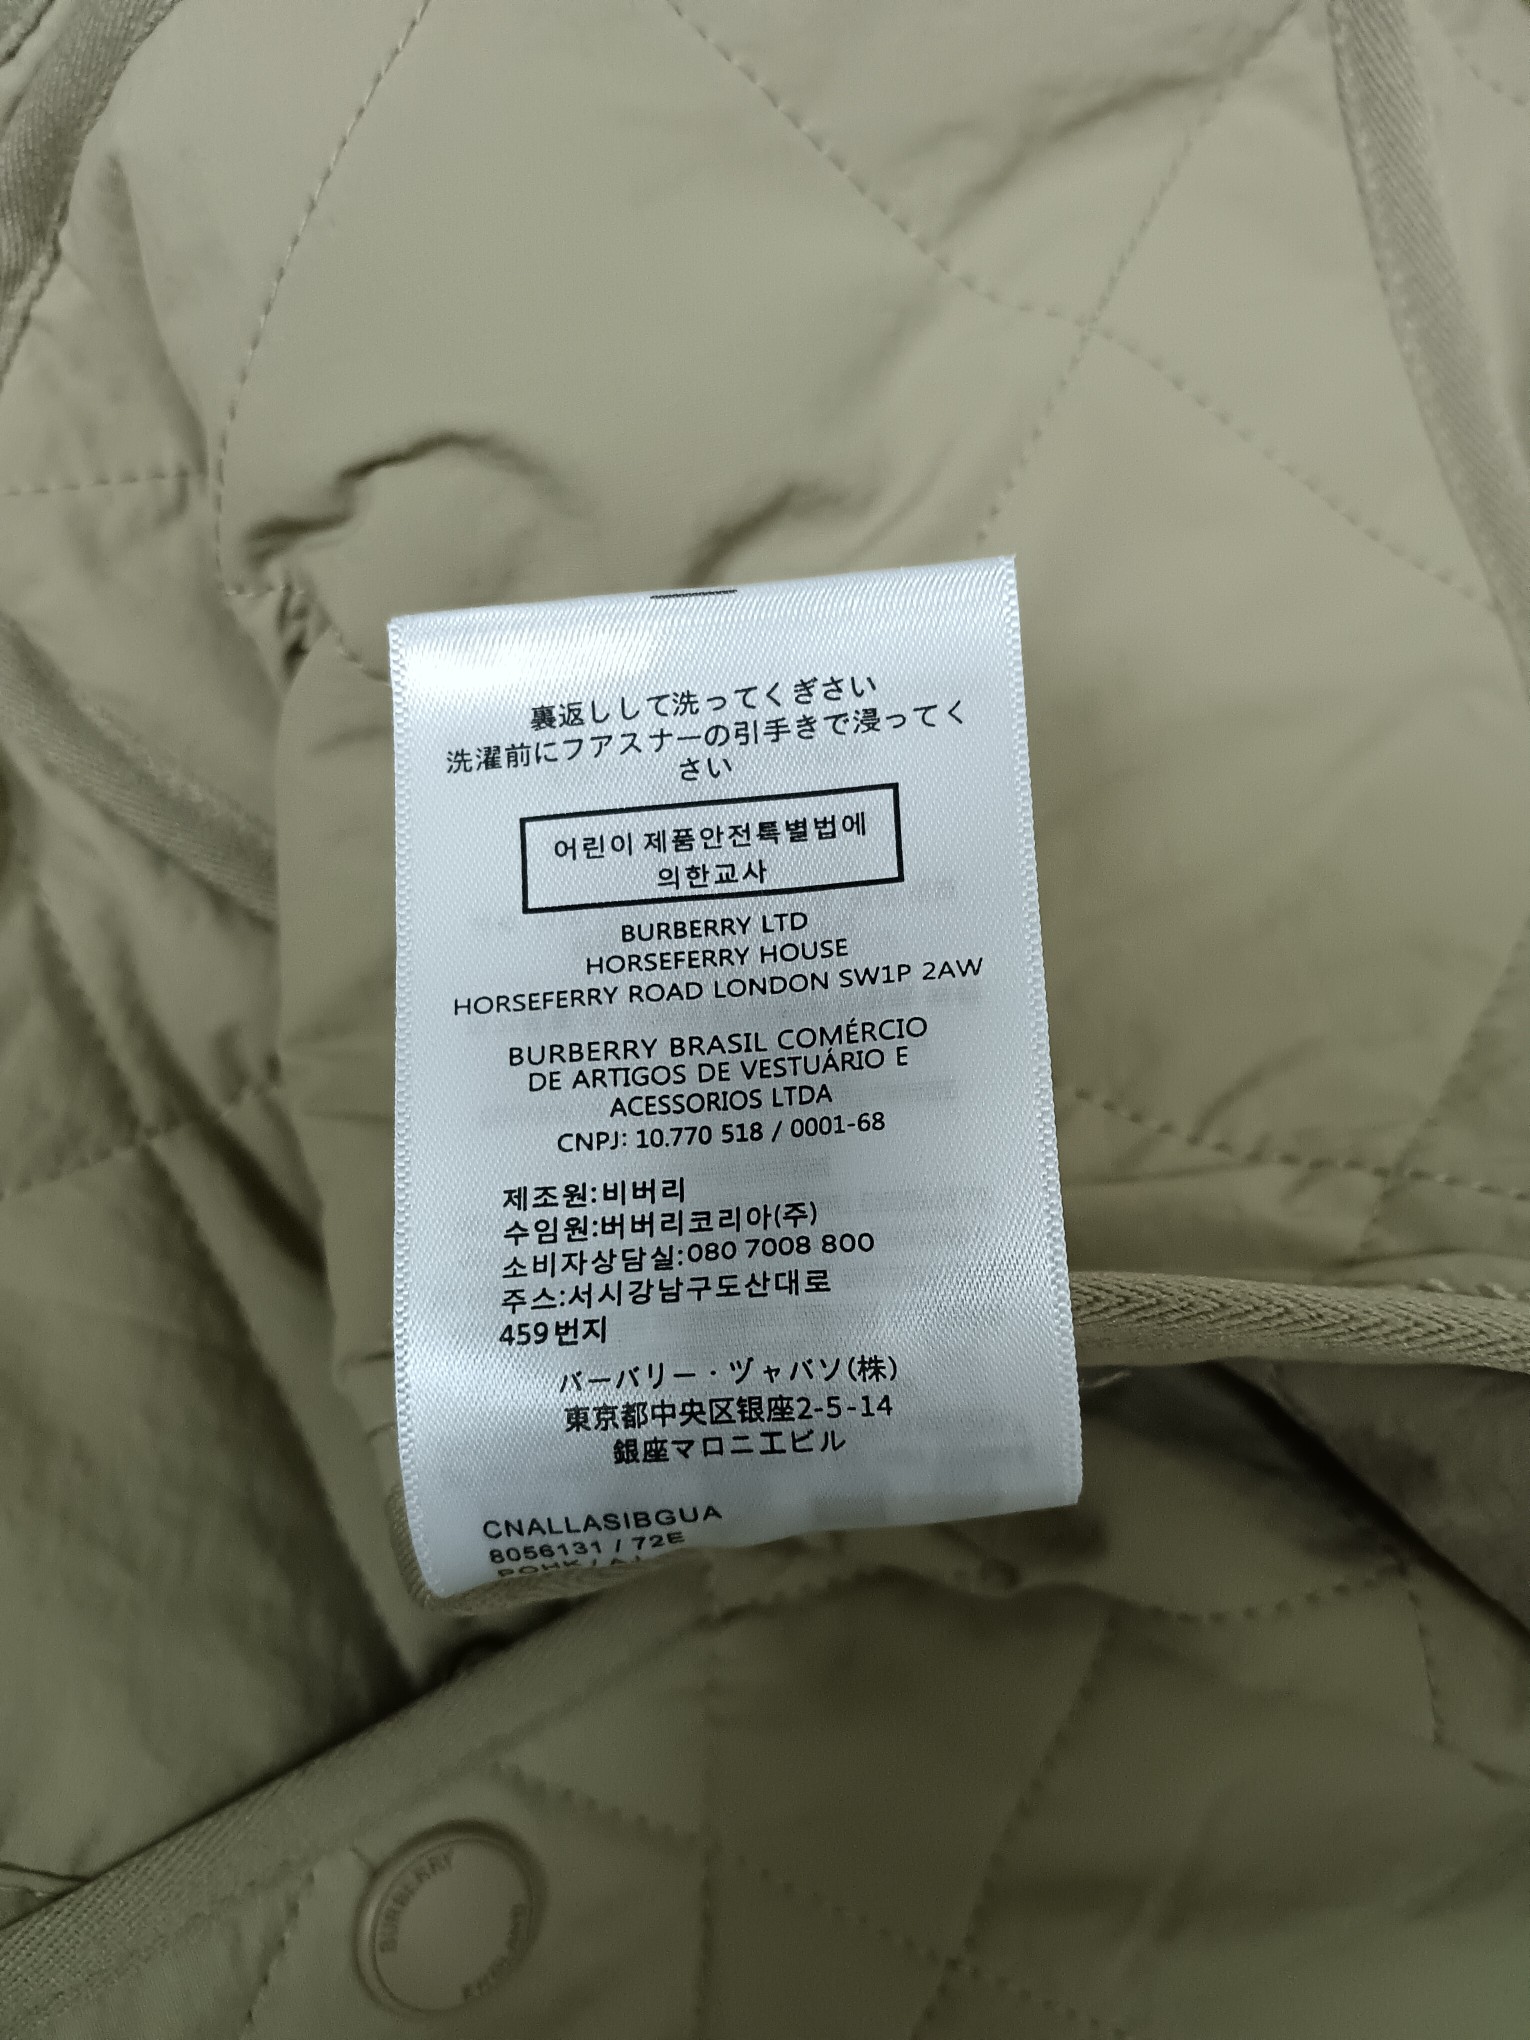 裏返しして洗ってくぎさい
洗濯前にフアスナーの引手きで浸ってく
さい
어린이 제품안전특별법에
의한교사
BURBERRY LTD
HORSEFERRY HOUSE
HORSEFERRY ROAD LONDON SW1P 2AW
BURBERRY BRASIL COMÉRCIO
DE ARTIGOS DE VESTUÁRIO E
ACESSORIOS LTDA
CNPJ: 10.770 518 / 0001-68
제조원:비버리
수임원:버버리코리아(주)
소비자상담실:080 7008 800
주스:서시강남구도산대로
459번지
バーバリー・ヅャバソ(株)
東京都中央区银座2-5-14
銀座マロニエビル
CNALLASIBGUA
8056131 / 72E
BURBERRY
ENGLAND